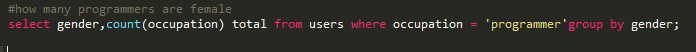 #how many programmers are female
select gender,count(occupation) total from users where occupation = 'programmer'group by gender;